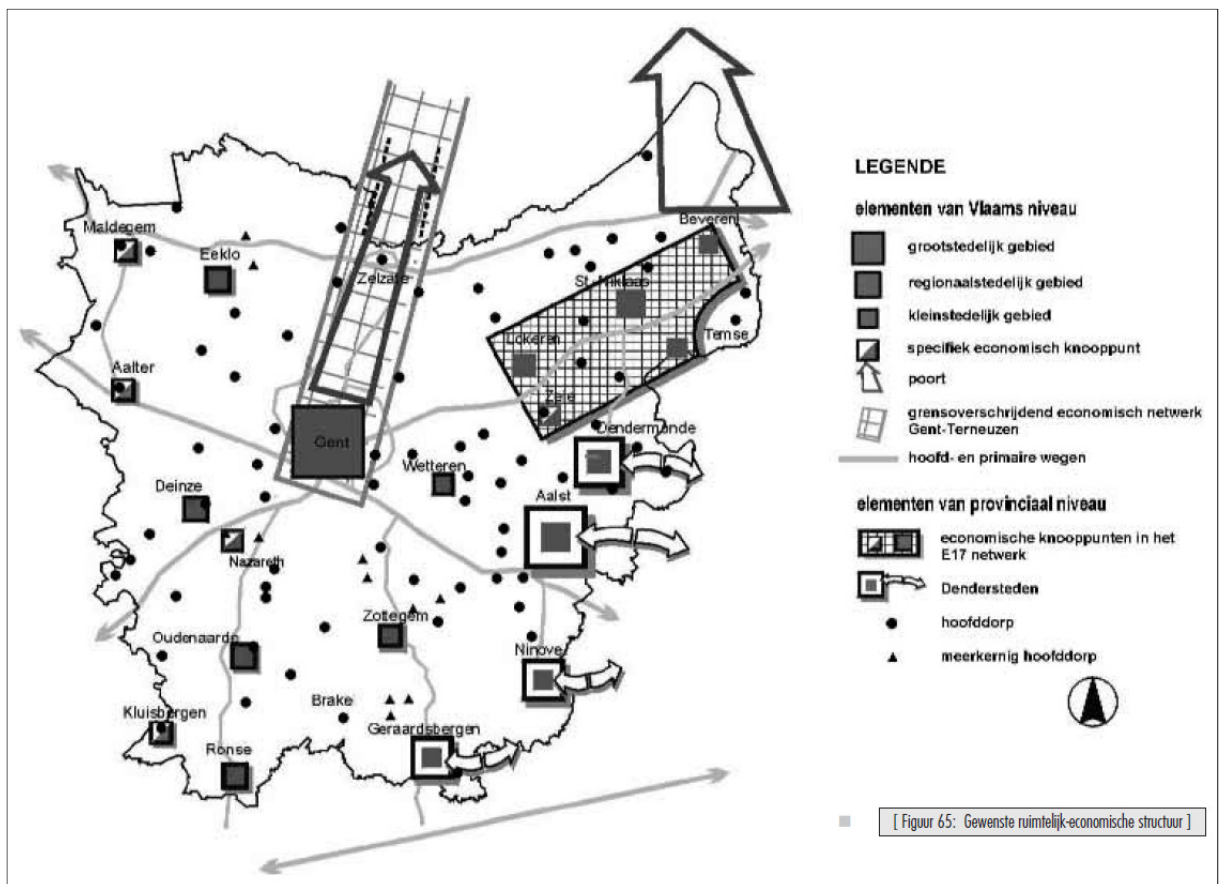 Maldegem
Eeklo
Zelzate
Beveren
St.-Niklaas
Lokeren
Temse
Aalter
Zele
Gent
Dendermonde
Wetteren
Deinze
Aalst
Nazareth
Zottegem
Oudenaarde
Ninove
Brakel
Kluisbergen
Geraardsbergen
Ronse
LEGENDE
elementen van Vlaams niveau
grootstedelijk gebied
regionaalstedelijk gebied
kleinstedelijk gebied
specifiek economisch knooppunt
poort
grensoverschrijdend economisch netwerk
Gent-Terneuzen
hoofd- en primaire wegen
elementen van provinciaal niveau
economische knooppunten in het
E17 netwerk
Dendersteden
hoofddorp
meerkernig hoofddorp
[ Figuur 65: Gewenste ruimtelijk-economische structuur ]